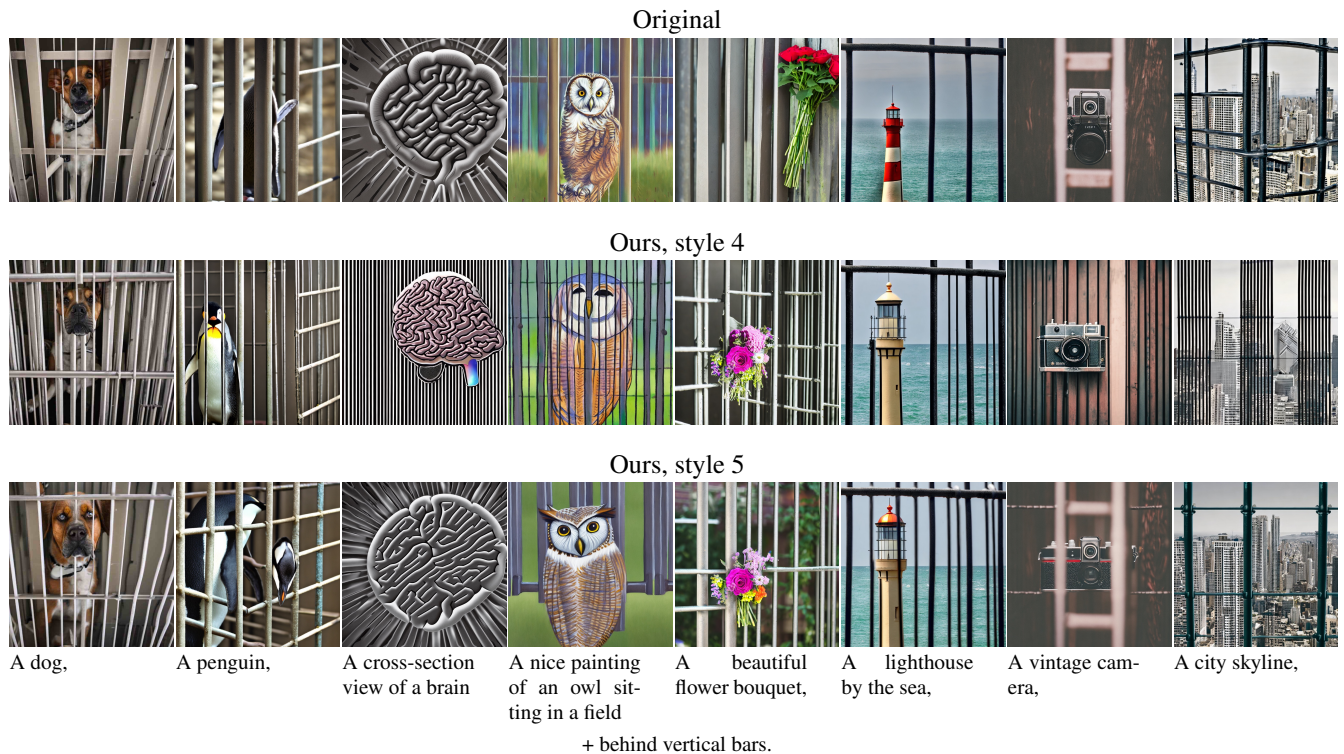 Original
Ours, style 4
Ours, style 5
A dog,
A penguin,
A cross-section
view of a brain
A nice painting
of an owl sit-
ting in a field
A beautiful
flower bouquet,
A lighthouse
by the sea,
A vintage cam-
era,
A city skyline,
+ behind vertical bars.